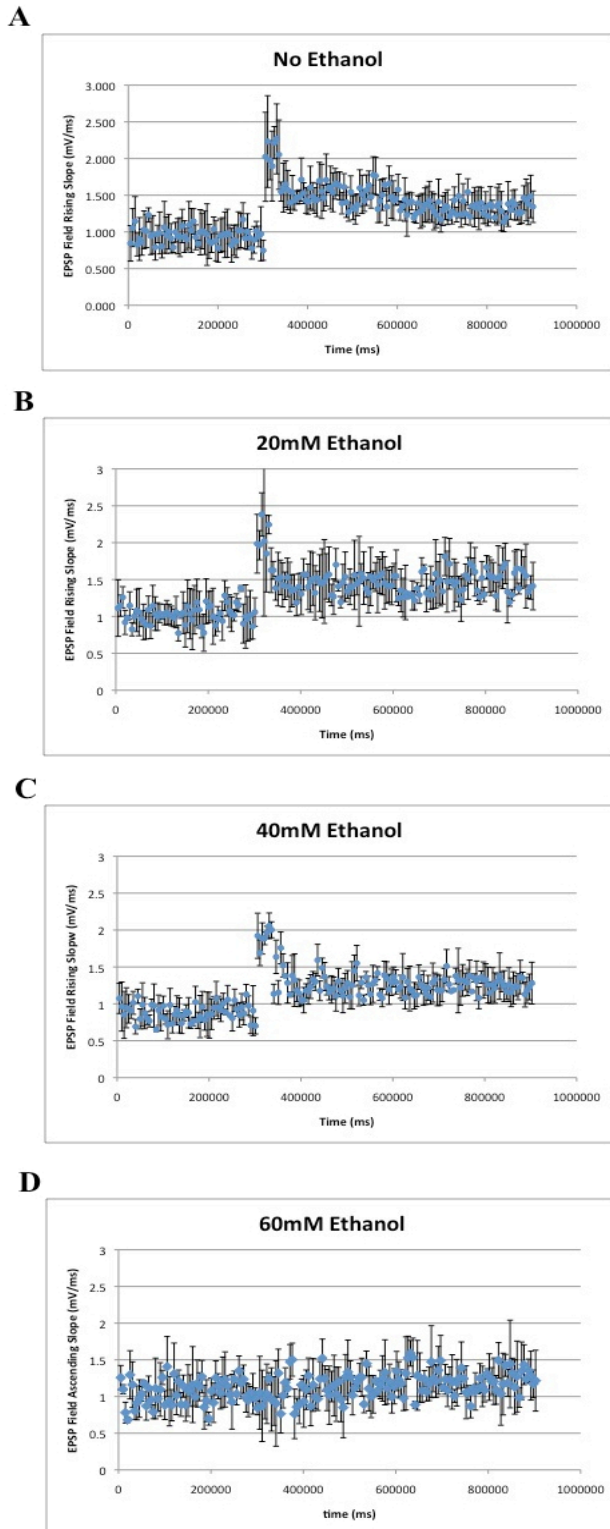 A
No Ethanol
EPSP Field Rising Slope (mV/ms)
3.000
2.500
2.000
1.500
1.000
0.500
0.000
0 200000 400000 600000 800000 1000000
Time (ms)
B
20mM Ethanol
EPSP Field Rising Slope (mV/ms)
3
2.5
2
1.5
1
0.5
0
0 200000 400000 600000 800000 1000000
Time (ms)
C
40mM Ethanol
EPSP Field Rising Slopw (mV/ms)
3
2.5
2
1.5
1
0.5
0
0 200000 400000 600000 800000 1000000
Time (ms)
D
60mM Ethanol
EPSP Field Ascending Slope (mV/ms)
3
2.5
2
1.5
1
0.5
0
0 200000 400000 600000 800000 1000000
time (ms)